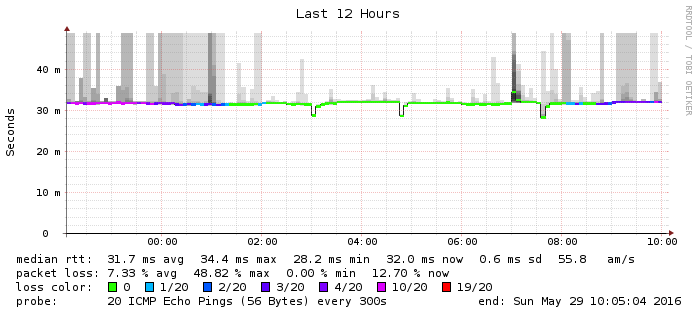 Last 12 Hours
RRDTOOL / TOBI OETIKER
Seconds
40 m
30 m
20 m
10 m
0
00:00 02:00 04:00 06:00 08:00 10:00
median rtt: 31.7 ms avg 34.4 ms max 28.2 ms min 32.0 ms now 0.6 ms sd 55.8 am/s
packet loss: 7.33 % avg 48.82 % max 0.00 % min 12.70 % now
loss color: 0 1/20 2/20 3/20 4/20 10/20 19/20
probe: 20 ICMP Echo Pings (56 Bytes) every 300s end: Sun May 29 10:05:04 2016